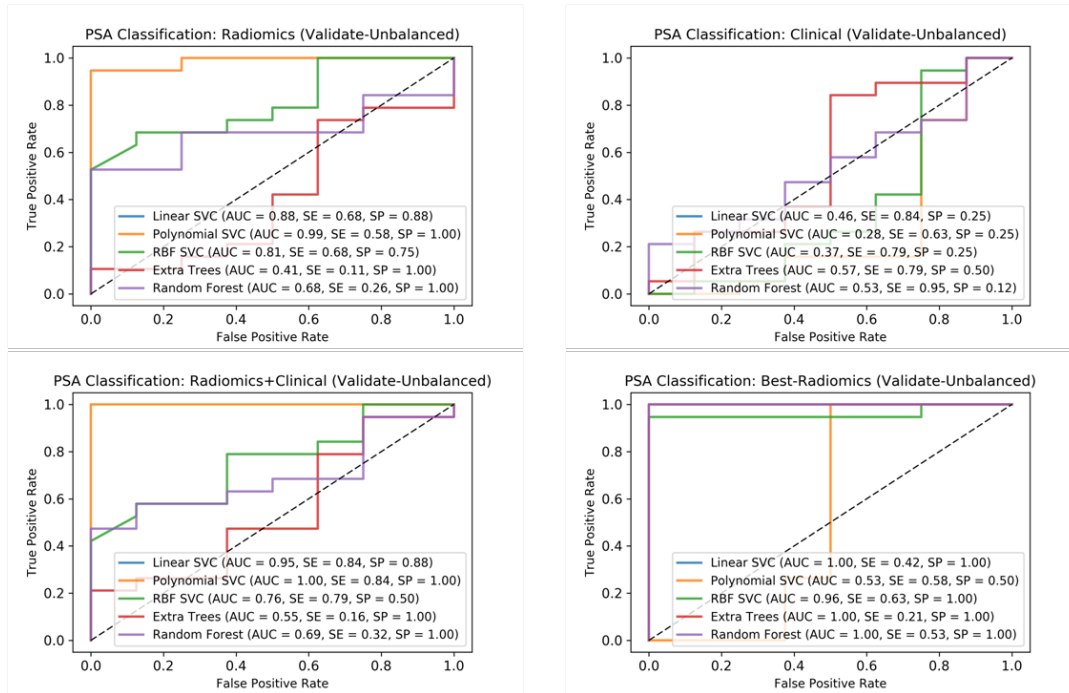 PSA Classification: Radiomics (Validate-Unbalanced)
1.0
0.8
0.6
0.4
0.2
0.0
True Positive Rate
Linear SVC (AUC = 0.88, SE = 0.68, SP = 0.88)
Polynomial SVC (AUC = 0.99, SE = 0.58, SP = 1.00)
RBF SVC (AUC = 0.81, SE = 0.68, SP = 0.75)
Extra Trees (AUC = 0.41, SE = 0.11, SP = 1.00)
Random Forest (AUC = 0.68, SE = 0.26, SP = 1.00)
0.0 0.2 0.4 0.6 0.8 1.0
False Positive Rate
PSA Classification: Clinical (Validate-Unbalanced)
1.0
0.8
0.6
0.4
0.2
0.0
True Positive Rate
Linear SVC (AUC = 0.46, SE = 0.84, SP = 0.25)
Polynomial SVC (AUC = 0.28, SE = 0.63, SP = 0.25)
RBF SVC (AUC = 0.37, SE = 0.79, SP = 0.25)
Extra Trees (AUC = 0.57, SE = 0.79, SP = 0.50)
Random Forest (AUC = 0.53, SE = 0.95, SP = 0.12)
0.0 0.2 0.4 0.6 0.8 1.0
False Positive Rate
PSA Classification: Radiomics+Clinical (Validate-Unbalanced)
1.0
0.8
0.6
0.4
0.2
0.0
True Positive Rate
Linear SVC (AUC = 0.95, SE = 0.84, SP = 0.88)
Polynomial SVC (AUC = 1.00, SE = 0.84, SP = 1.00)
RBF SVC (AUC = 0.76, SE = 0.79, SP = 0.50)
Extra Trees (AUC = 0.55, SE = 0.16, SP = 1.00)
Random Forest (AUC = 0.69, SE = 0.32, SP = 1.00)
0.0 0.2 0.4 0.6 0.8 1.0
False Positive Rate
PSA Classification: Best-Radiomics (Validate-Unbalanced)
1.0
0.8
0.6
0.4
0.2
0.0
True Positive Rate
Linear SVC (AUC = 1.00, SE = 0.42, SP = 1.00)
Polynomial SVC (AUC = 0.53, SE = 0.58, SP = 0.50)
RBF SVC (AUC = 0.96, SE = 0.63, SP = 1.00)
Extra Trees (AUC = 1.00, SE = 0.21, SP = 1.00)
Random Forest (AUC = 1.00, SE = 0.53, SP = 1.00)
0.0 0.2 0.4 0.6 0.8 1.0
False Positive Rate